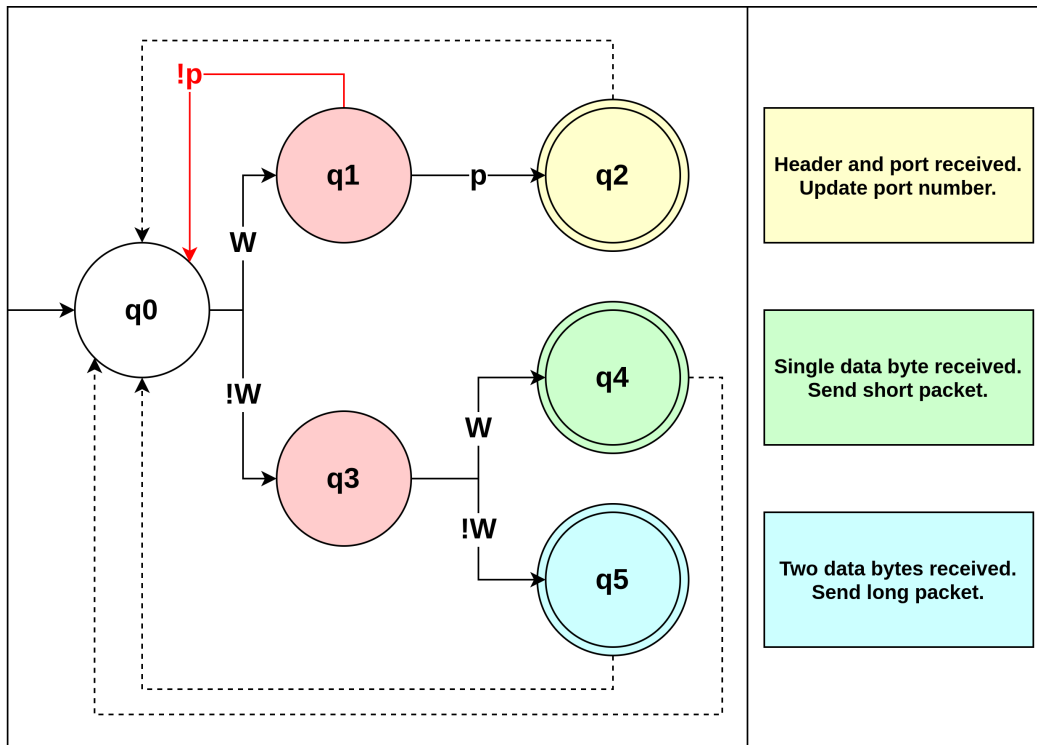 !p
q1
p
q2
Header and port received.
Update port number.
W
q0
!W
q4
Single data byte received.
Send short packet.
W
q3
!W
q5
Two data bytes received.
Send long packet.